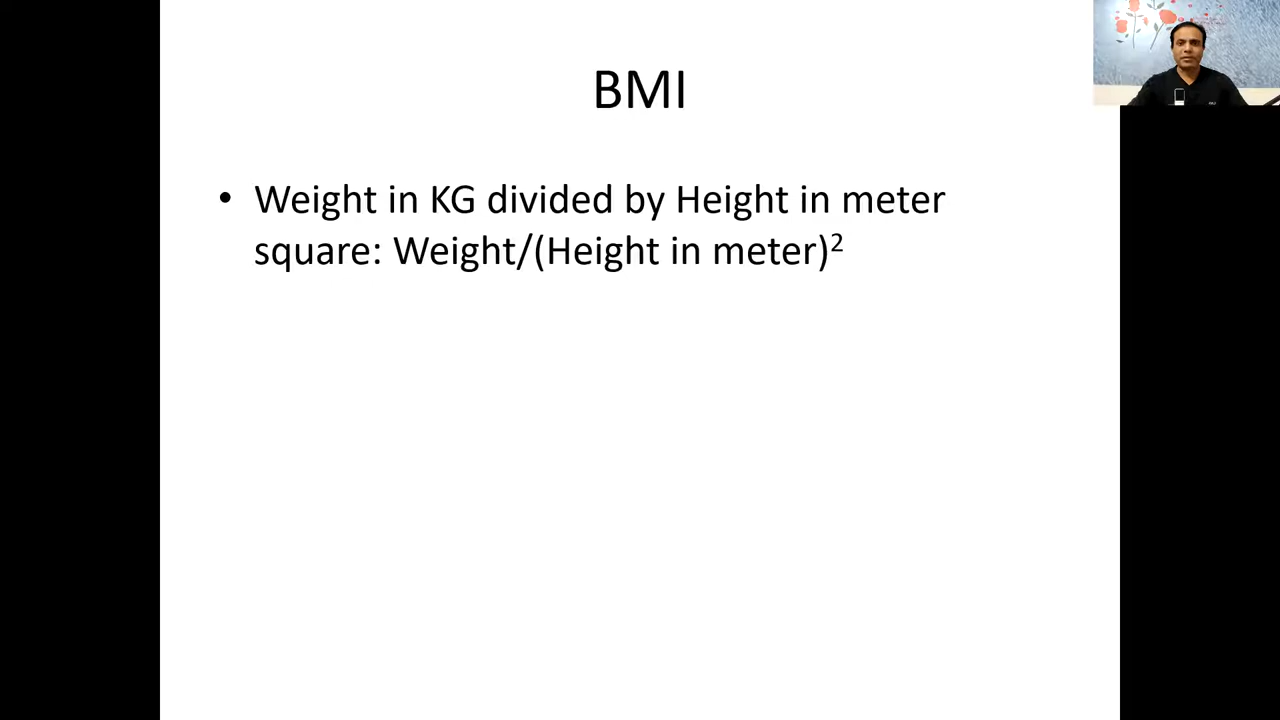 BMI
• Weight in KG divided by Height in meter
square: Weight/(Height in meter)²